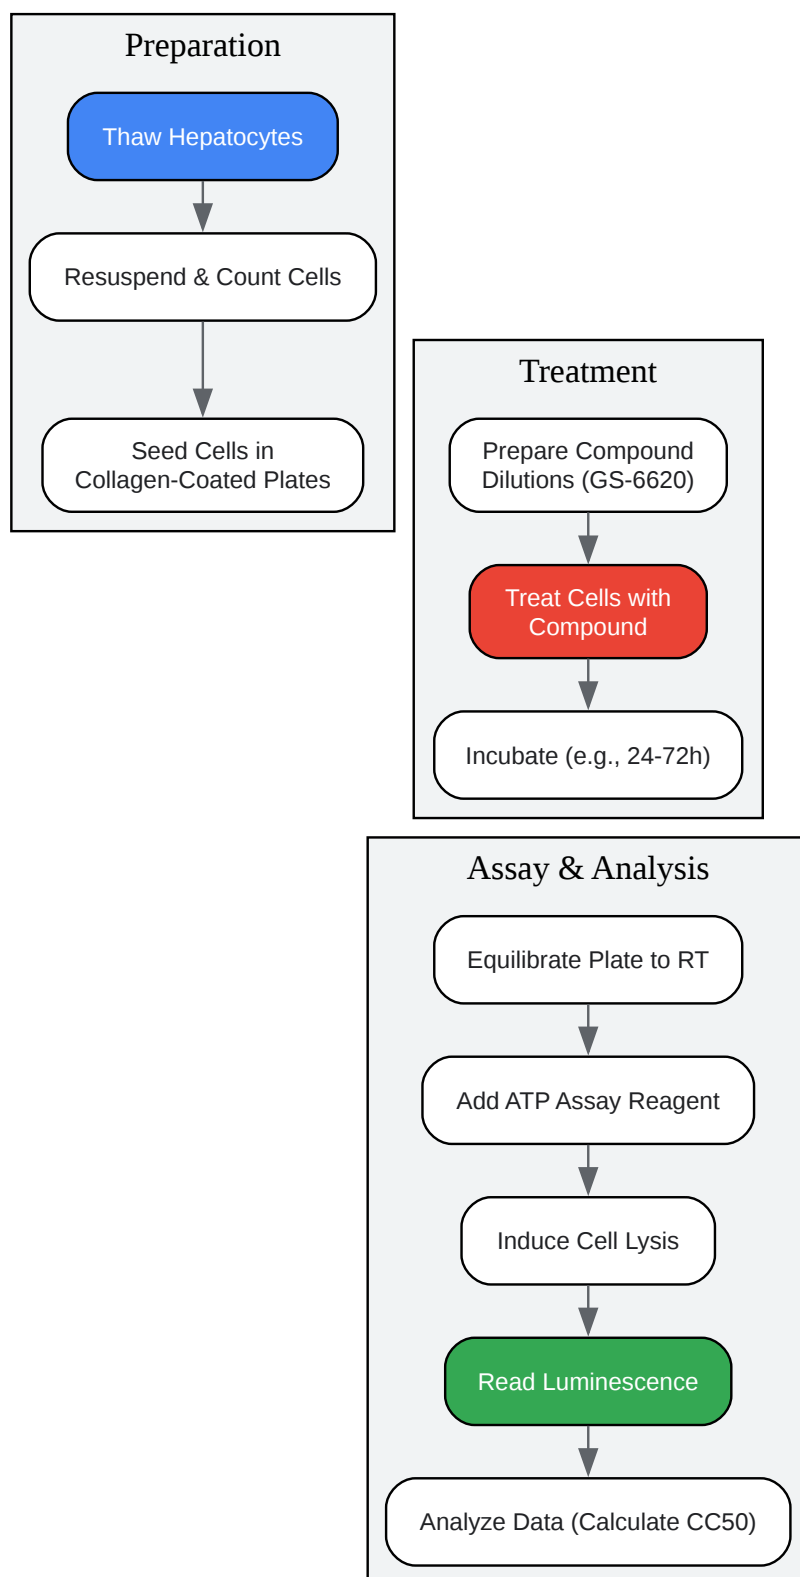 Preparation
Thaw Hepatocytes
Resuspend & Count Cells
Seed Cells in
Collagen-Coated Plates
Treatment
Prepare Compound
Dilutions (GS-6620)
Treat Cells with
Compound
Incubate (e.g., 24-72h)
Assay & Analysis
Equilibrate Plate to RT
Add ATP Assay Reagent
Induce Cell Lysis
Read Luminescence
Analyze Data (Calculate CC50)